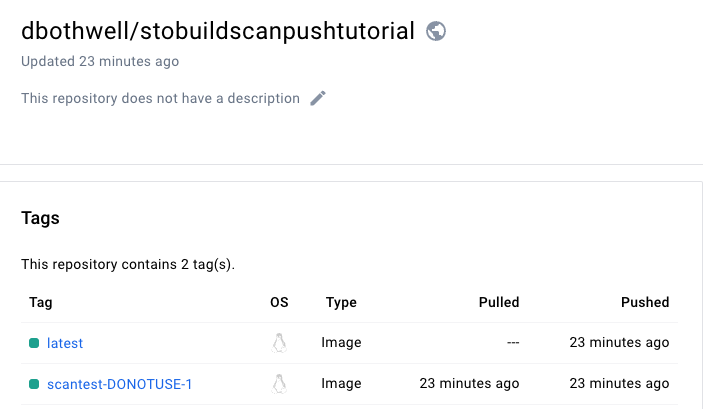 dbothwell/stobuildscanpushtutorial
Updated 23 minutes ago
This repository does not have a description
Tags
This repository contains 2 tag(s).
Tag OS Type Pulled Pushed
latest Image --- 23 minutes ago
scantest-DONOTUSE-1 Image 23 minutes ago 23 minutes ago